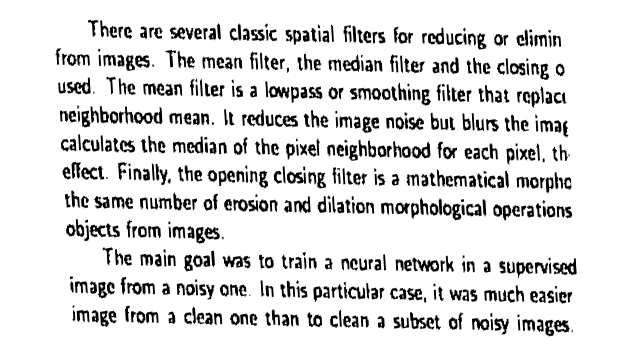 There are several classic spatial filters for reducing or elimin
from images. The mean filter, the median filter and the closing o
used. The mean filter is a lowpass or smoothing filter that replac
neighborhood mean. It reduces the image noise but blurs the imag
calculates the median of the pixel neighborhood for each pixel, th
effect. Finally, the opening closing filter is a mathematical morpho
the same number of erosion and dilation morphological operations
objects from images.
The main goal was to train a neural network in a supervised
image from a noisy one. In this particular case, it was much easier
image from a clean one than to clean a subset of noisy images.